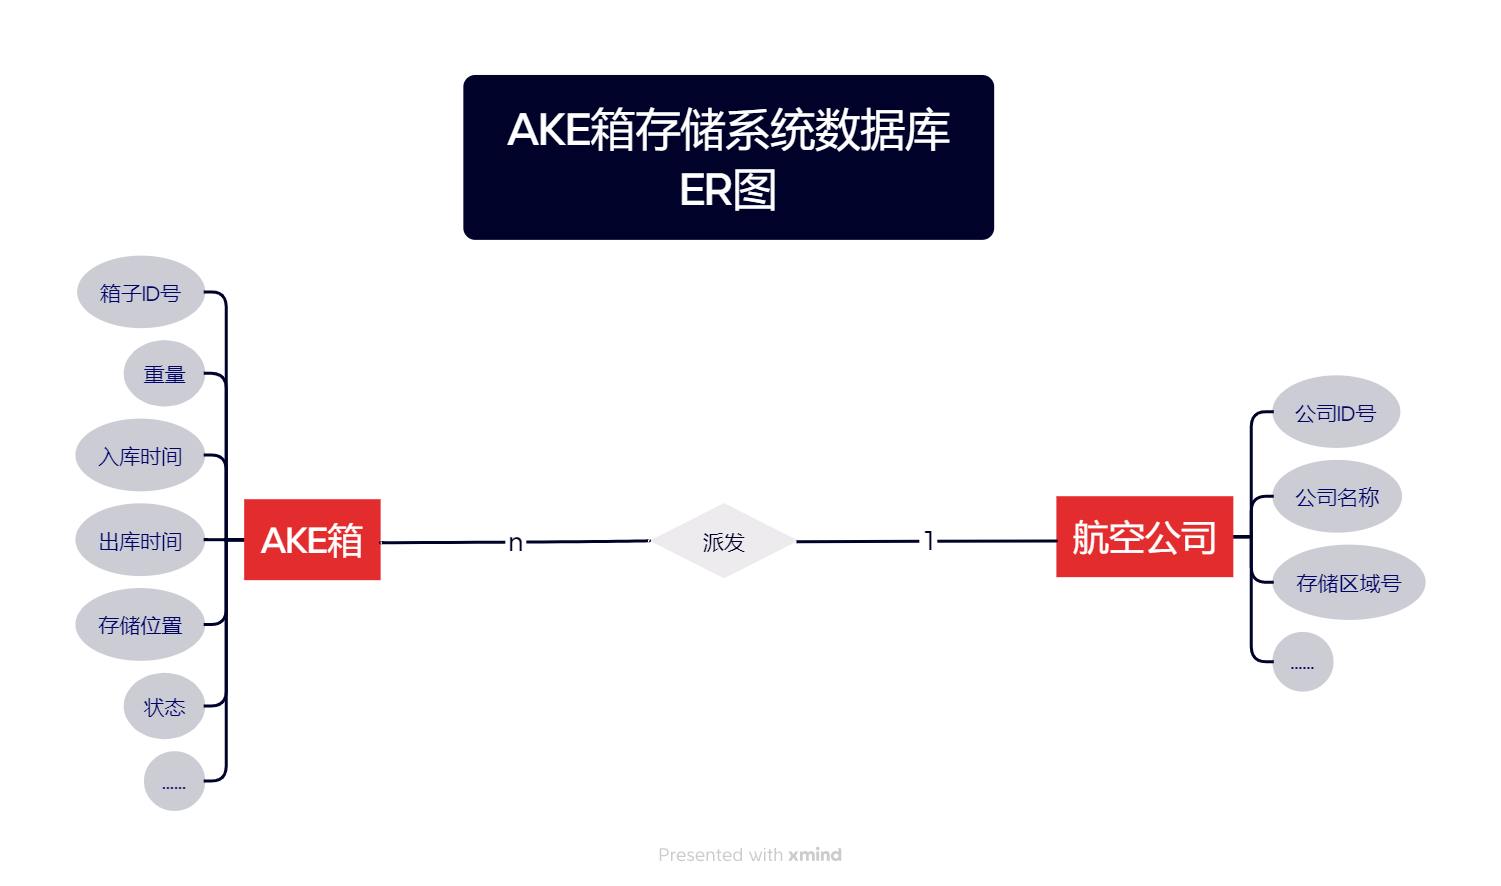 AKE箱存储系统数据库
ER图
箱子ID号
重量
入库时间
出库时间
存储位置
状态
......
AKE箱
n
派发
1
航空公司
公司ID号
公司名称
存储区域号
......
Presented with xmind